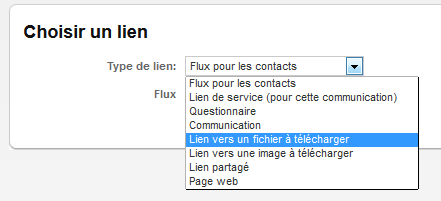 Choisir un lien
Type de lien: Flux pour les contacts
Flux
Flux pour les contacts
Lien de service (pour cette communication)
Questionnaire
Communication
Lien vers un fichier à télécharger
Lien vers une image à télécharger
Lien partagé
Page web